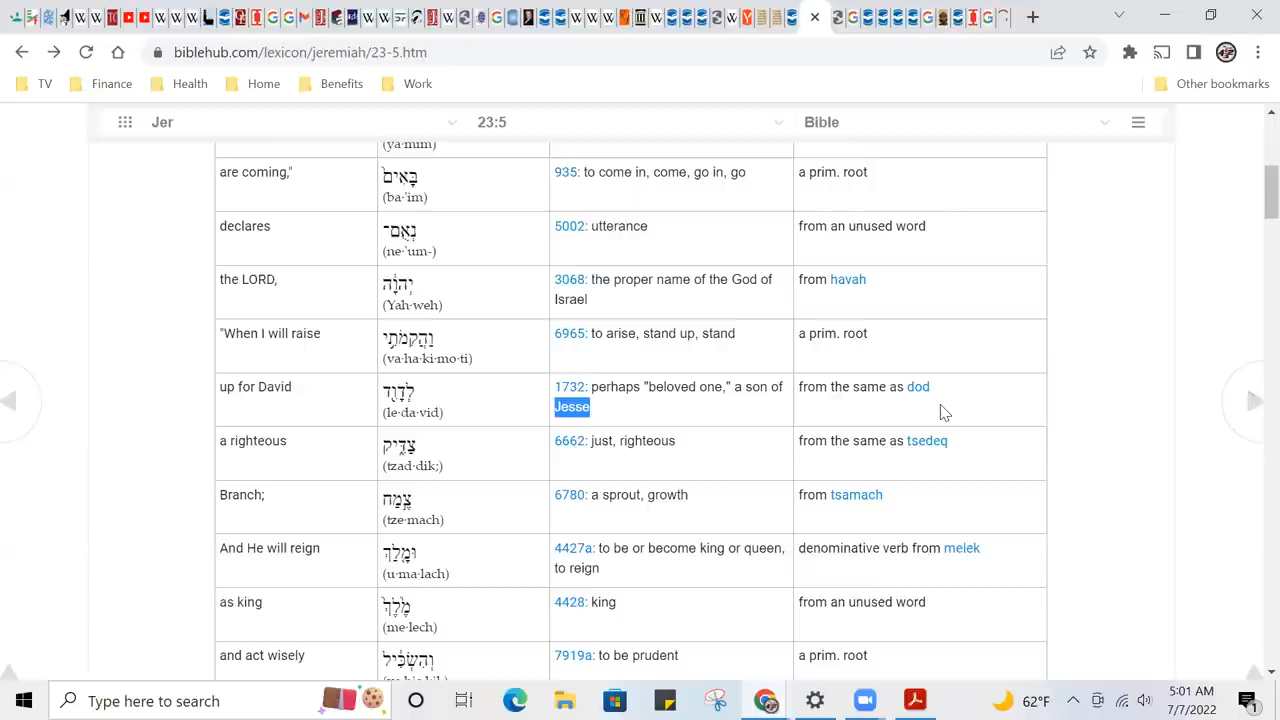 biblehub.com/lexicon/jeremiah/23-5.htm
TV Finance Health Home Benefits Work Other bookmarks
Jer 23:5 Bible
(ya·mim)
are coming," בָּאִים֙ 935: to come in, come, go in, go a prim. root
(ba·'im)
declares נְאֻם־ 5002: utterance from an unused word
(ne·'um-)
the LORD, יְהוָ֔ה 3068: the proper name of the God of from havah
(Yah·weh) Israel
"When I will raise וַהֲקִמֹתִ֥י 6965: to arise, stand up, stand a prim. root
(va·ha·ki·mo·ti)
up for David לְדָוִ֖ד 1732: perhaps "beloved one," a son of from the same as dod
(le·da·vid) Jesse
a righteous צַדִּ֑יק 6662: just, righteous from the same as tsedeq
(tzad·dik;)
Branch; צֶ֣מַח 6780: a sprout, growth from tsamach
(tze·mach)
And He will reign וּמָ֤לַךְ 4427a: to be or become king or queen, denominative verb from melek
(u·ma·lach) to reign
as king מֶ֙לֶךְ֙ 4428: king from an unused word
(me·lech)
and act wisely וְהִשְׂכִּ֔יל 7919a: to be prudent a prim. root
Type here to search 62°F 5:01 AM
7/7/2022